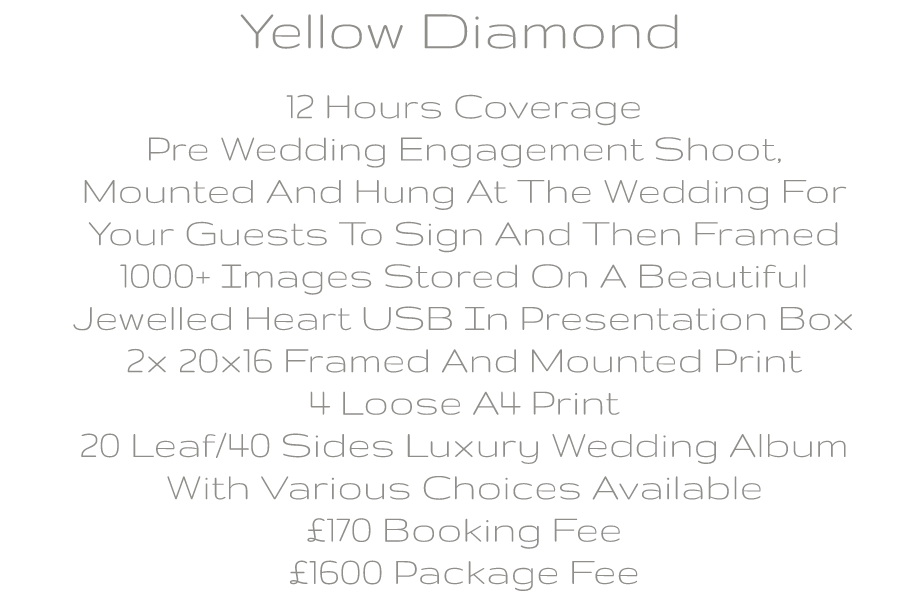 Yellow Diamond
12 Hours Coverage
Pre Wedding Engagement Shoot,
Mounted And Hung At The Wedding For
Your Guests To Sign And Then Framed
1000+ Images Stored On A Beautiful
Jewelled Heart USB In Presentation Box
2x 20x16 Framed And Mounted Print
4 Loose A4 Print
20 Leaf/40 Sides Luxury Wedding Album
With Various Choices Available
£170 Booking Fee
£1600 Package Fee